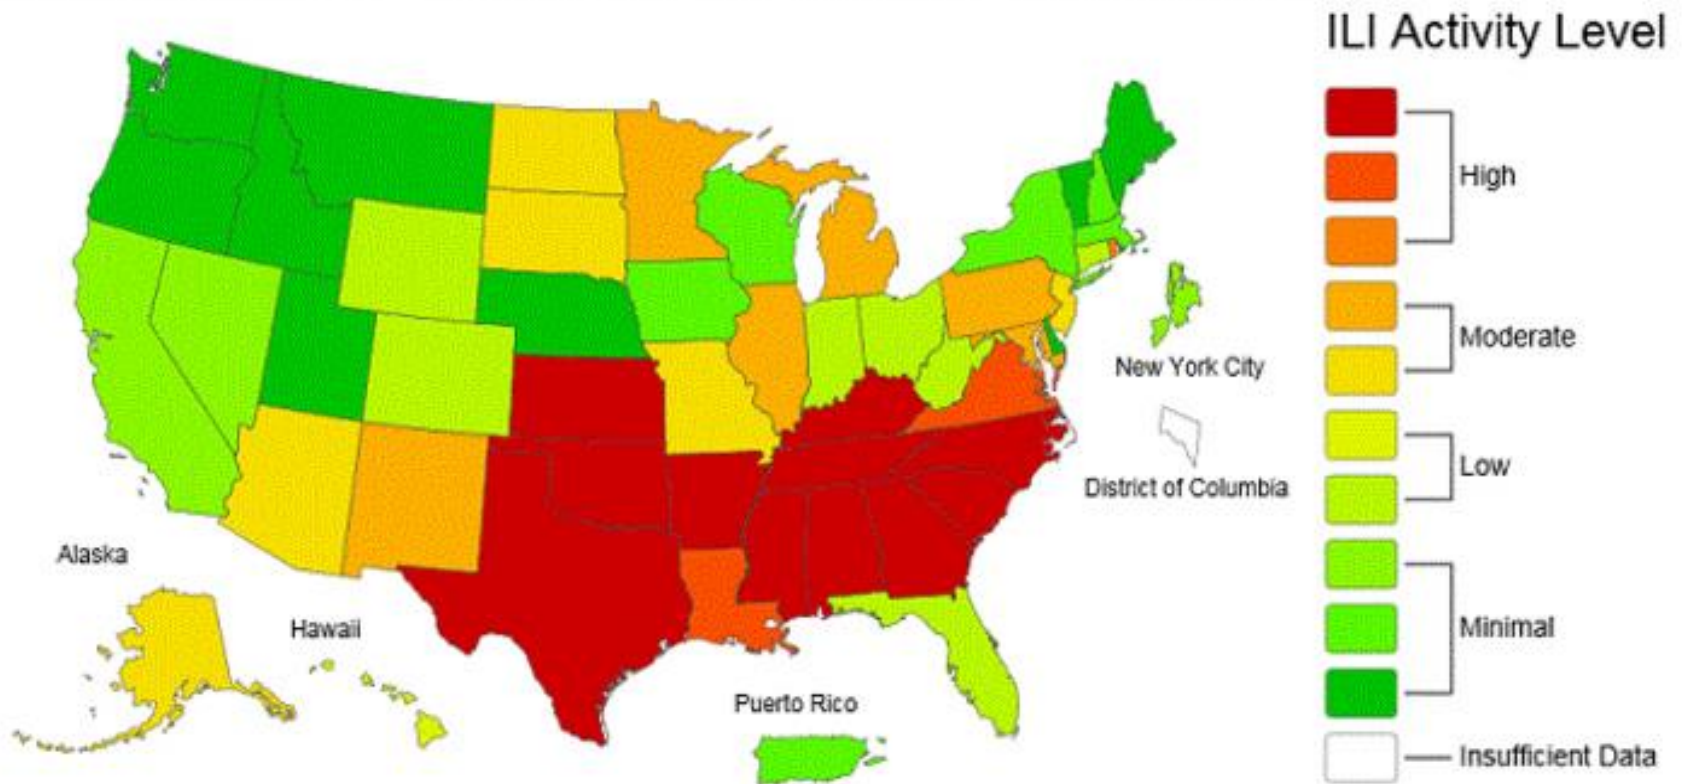 ILI Activity Level
High
Moderate
Low
Minimal
Insufficient Data
New York City
District of Columbia
Alaska
Hawaii
Puerto Rico